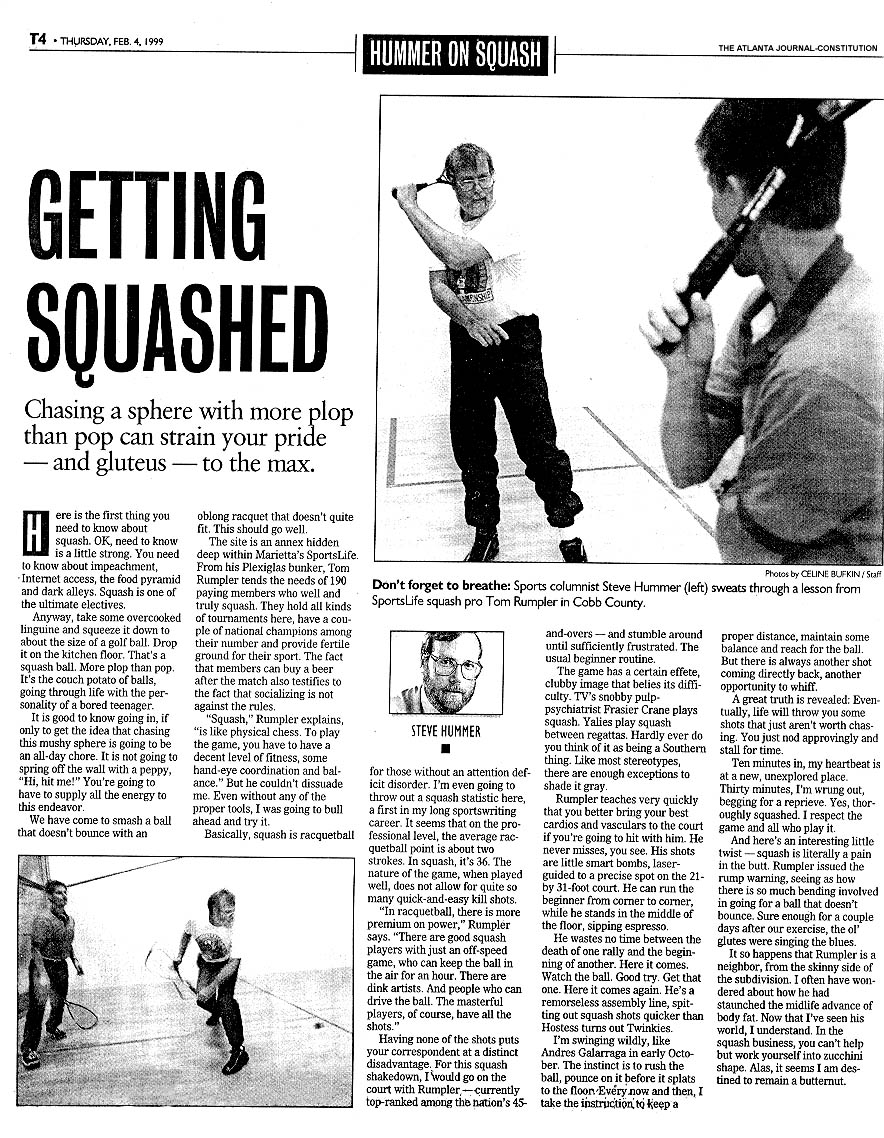 T4 • THURSDAY, FEB. 4, 1999
HUMMER ON SQUASH
THE ATLANTA JOURNAL-CONSTITUTION
GETTING
SQUASHED
Chasing a sphere with more plop
than pop can strain your pride
— and gluteus — to the max.
Here is the first thing you
need to know about
squash. OK, need to know
is a little strong. You need
to know about impeachment,
Internet access, the food pyramid
and dark alleys. Squash is one of
the ultimate electives.
Anyway, take some overcooked
linguine and squeeze it down to
about the size of a golf ball. Drop
it on the kitchen floor. That's a
squash ball. More plop than pop.
It's the couch potato of balls,
going through life with the per-
sonality of a bored teenager.
It is good to know going in, if
only to get the idea that chasing
this mushy sphere is going to be
an all-day chore. It is not going to
spring off the wall with a peppy,
"Hi, hit me!" You're going to
have to supply all the energy to
this endeavor.
We have come to smash a ball
that doesn't bounce with an
oblong racquet that doesn't quite
fit. This should go well.
The site is an annex hidden
deep within Marietta's SportsLife.
From his Plexiglas bunker, Tom
Rumpler tends the needs of 190
paying members who well and
truly squash. They hold all kinds
of tournaments here, have a cou-
ple of national champions among
their number and provide fertile
ground for their sport. The fact
that members can buy a beer
after the match also testifies to
the fact that socializing is not
against the rules.
"Squash," Rumpler explains,
"is like physical chess. To play
the game, you have to have a
decent level of fitness, some
hand-eye coordination and bal-
ance." But he couldn't dissuade
me. Even without any of the
proper tools, I was going to bull
ahead and try it.
Basically, squash is racquetball
Photos by CELINE BUFKIN / Staff
Don't forget to breathe: Sports columnist Steve Hummer (left) sweats through a lesson from
SportsLife squash pro Tom Rumpler in Cobb County.
STEVE HUMMER
for those without an attention def-
icit disorder. I'm even going to
throw out a squash statistic here,
a first in my long sportswriting
career. It seems that on the pro-
fessional level, the average rac-
quetball point is about two
strokes. In squash, it's 36. The
nature of the game, when played
well, does not allow for quite so
many quick-and-easy kill shots.
"In racquetball, there is more
premium on power," Rumpler
says. "There are good squash
players with just an off-speed
game, who can keep the ball in
the air for an hour. There are
dink artists. And people who can
drive the ball. The masterful
players, of course, have all the
shots."
Having none of the shots puts
your correspondent at a distinct
disadvantage. For this squash
shakedown, I would go on the
court with Rumpler — currently
top-ranked among the nation's 45-
and-overs — and stumble around
until sufficiently frustrated. The
usual beginner routine.
The game has a certain effete,
clubby image that belies its diffi-
culty. TV's snobby pulp-
psychiatrist Frasier Crane plays
squash. Yalies play squash
between regattas. Hardly ever do
you think of it as being a Southern
thing. Like most stereotypes,
there are enough exceptions to
shade it gray.
Rumpler teaches very quickly
that you better bring your best
cardios and vasculars to the court
if you're going to hit with him. He
never misses, you see. His shots
are little smart bombs, laser-
guided to a precise spot on the 21-
by 31-foot court. He can run the
beginner from corner to corner,
while he stands in the middle of
the floor, sipping espresso.
He wastes no time between the
death of one rally and the begin-
ning of another. Here it comes.
Watch the ball. Good try. Get that
one. Here it comes again. He's a
remorseless assembly line, spit-
ting out squash shots quicker than
Hostess turns out Twinkies.
I'm swinging wildly, like
Andres Galarraga in early Octo-
ber. The instinct is to rush the
ball, pounce on it before it splats
to the floor. Every now and then, I
take the instruction to keep a
proper distance, maintain some
balance and reach for the ball.
But there is always another shot
coming directly back, another
opportunity to whiff.
A great truth is revealed: Even-
tually, life will throw you some
shots that just aren't worth chas-
ing. You just nod approvingly and
stall for time.
Ten minutes in, my heartbeat is
at a new, unexplored place.
Thirty minutes, I'm wrung out,
begging for a reprieve. Yes, thor-
oughly squashed. I respect the
game and all who play it.
And here's an interesting little
twist — squash is literally a pain
in the butt. Rumpler issued the
rump warning, seeing as how
there is so much bending involved
in going for a ball that doesn't
bounce. Sure enough for a couple
days after our exercise, the ol'
glutes were singing the blues.
It so happens that Rumpler is a
neighbor, from the skinny side of
the subdivision. I often have won-
dered about how he had
staunched the midlife advance of
body fat. Now that I've seen his
world, I understand. In the
squash business, you can't help
but work yourself into zucchini
shape. Alas, it seems I am des-
tined to remain a butternut.